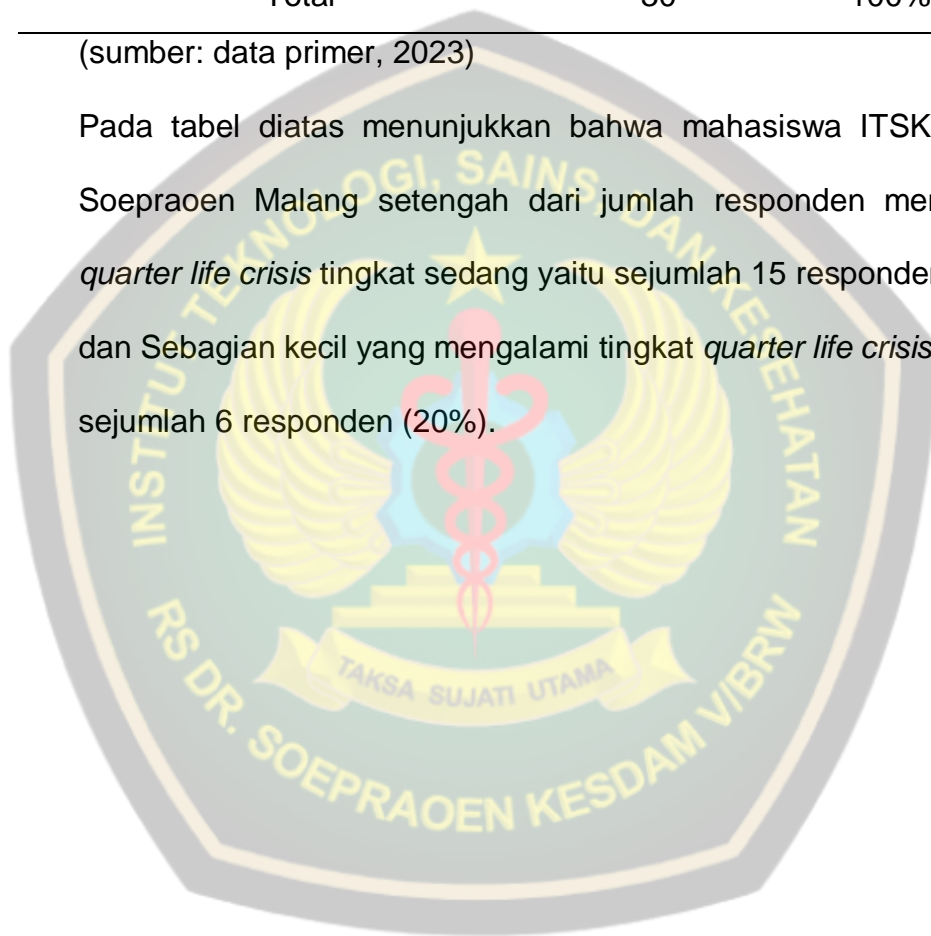 Total 30 100%
(sumber: data primer, 2023)
Pada tabel diatas menunjukkan bahwa mahasiswa ITSK
Soepraoen Malang setengah dari jumlah responden
quarter life crisis tingkat sedang yaitu sejumlah 15
dan Sebagian kecil yang mengalami tingkat quarter life crisis
sejumlah 6 responden (20%).
INSTITUT TEKNOLOGI, SAINS, DAN KESEHATAN
TAKSA SUJATI UTAMA
RS DR. SOEPRAOEN KESDAM V/BRW